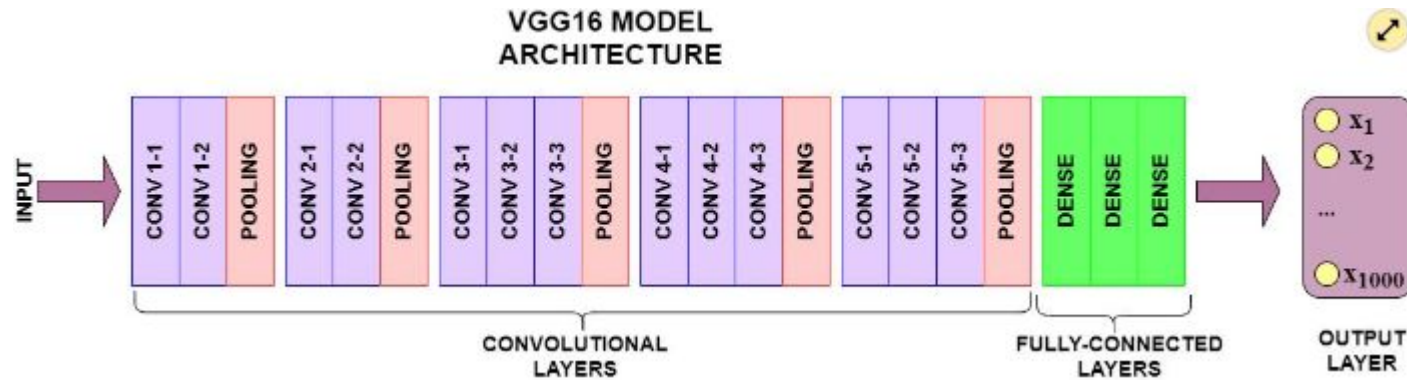 VGG16 MODEL
ARCHITECTURE
INPUT
CONV 1-1
CONV 1-2
POOLING
CONV 2-1
CONV 2-2
POOLING
CONV 3-1
CONV 3-2
CONV 3-3
POOLING
CONV 4-1
CONV 4-2
CONV 4-3
POOLING
CONV 5-1
CONV 5-2
CONV 5-3
POOLING
DENSE
DENSE
DENSE
x1
x2
...
x1000
CONVOLUTIONAL
LAYERS
FULLY-CONNECTED
LAYERS
OUTPUT
LAYER